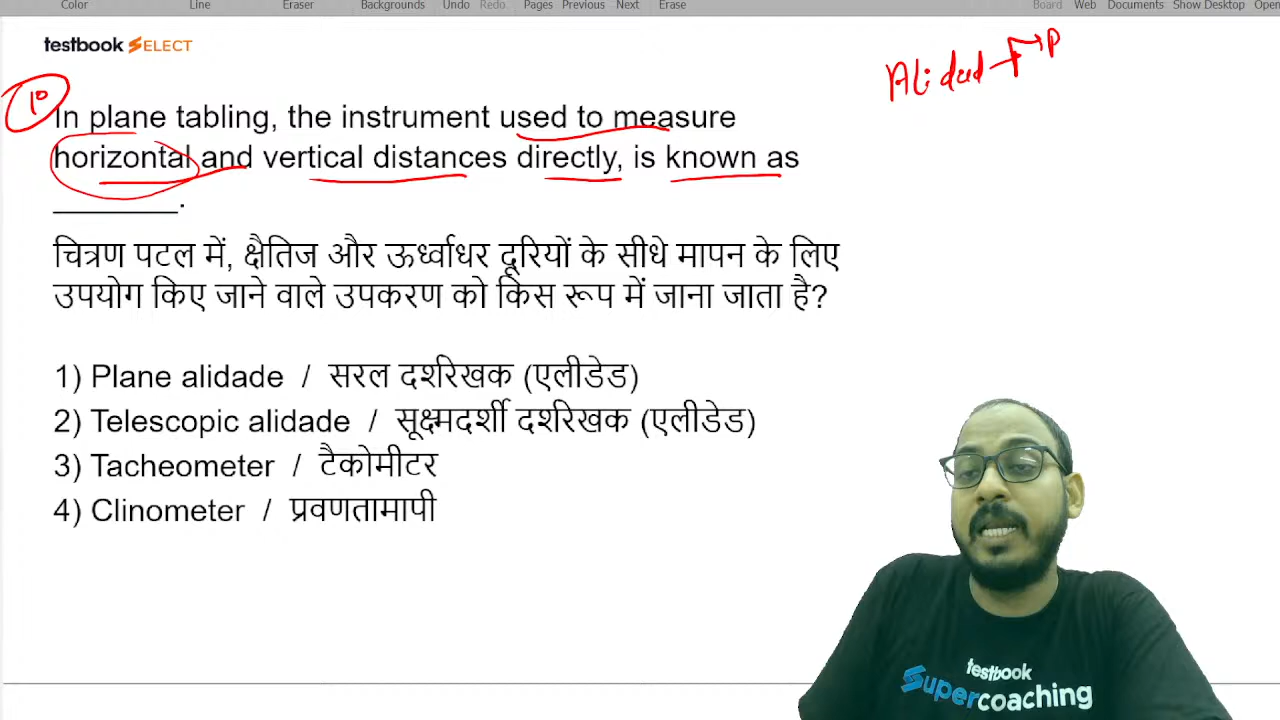 Color Line Eraser Backgrounds Undo Redo Pages Previous Next Erase Board Web Documents Show Desktop Open
testbook SELECT
10
In plane tabling, the instrument used to measure
horizontal and vertical distances directly, is known as
_______.
चित्रण पटल में, क्षैतिज और ऊर्ध्वाधर दूरियों के सीधे मापन के लिए
उपयोग किए जाने वाले उपकरण को किस रूप में जाना जाता है?
1) Plane alidade / सरल दर्शरेखक (एलीडेड)
2) Telescopic alidade / सूक्ष्मदर्शी दर्शरेखक (एलीडेड)
3) Tacheometer / टैकोमीटर
4) Clinometer / प्रवणतामापी
P
testbook
Supercoaching